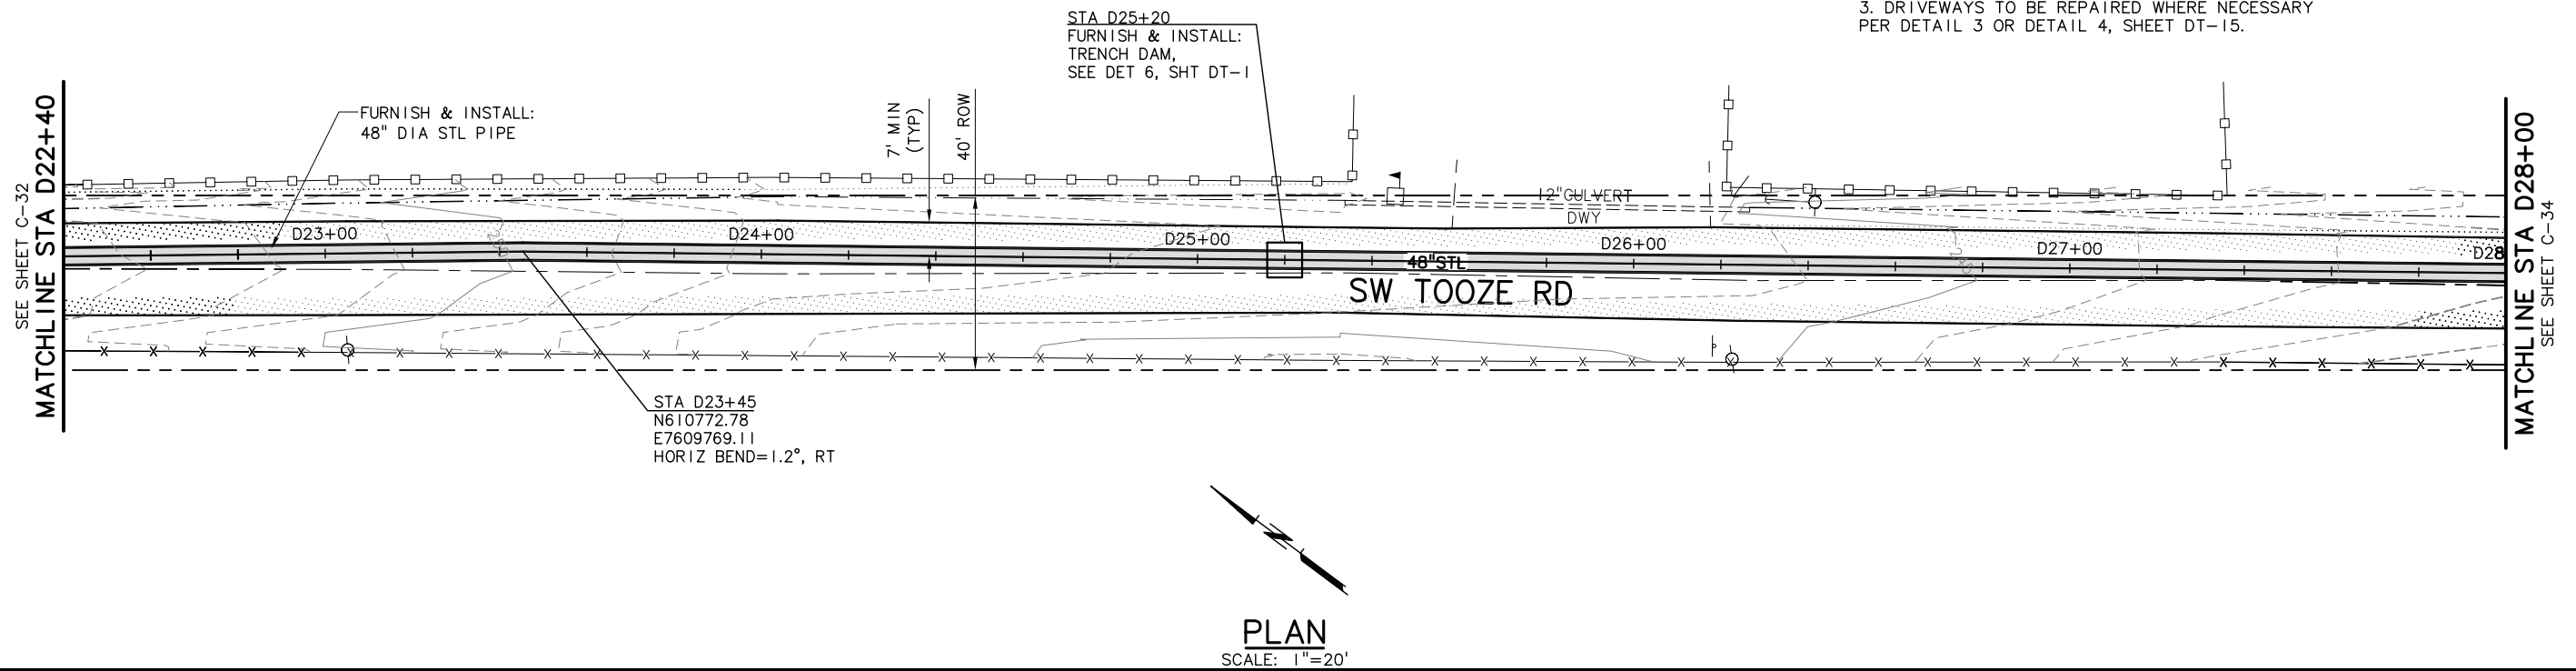 3. DRIVEWAYS TO BE REPAIRED WHERE NECESSARY
PER DETAIL 3 OR DETAIL 4, SHEET DT-15.
STA D25+20
FURNISH & INSTALL:
TRENCH DAM,
SEE DET 6, SHT DT-1
FURNISH & INSTALL:
48" DIA STL PIPE
7' MIN
(TYP)
40' ROW
SEE SHEET C-32
MATCHLINE STA D22+40
12"CULVERT
DWY
D23+00
D24+00
D25+00
D26+00
D27+00
D28
48"STL
SW TOOZE RD
MATCHLINE STA D28+00
SEE SHEET C-34
STA D23+45
N610772.78
E7609769.11
HORIZ BEND=1.2°, RT
N
PLAN
SCALE: 1"=20'